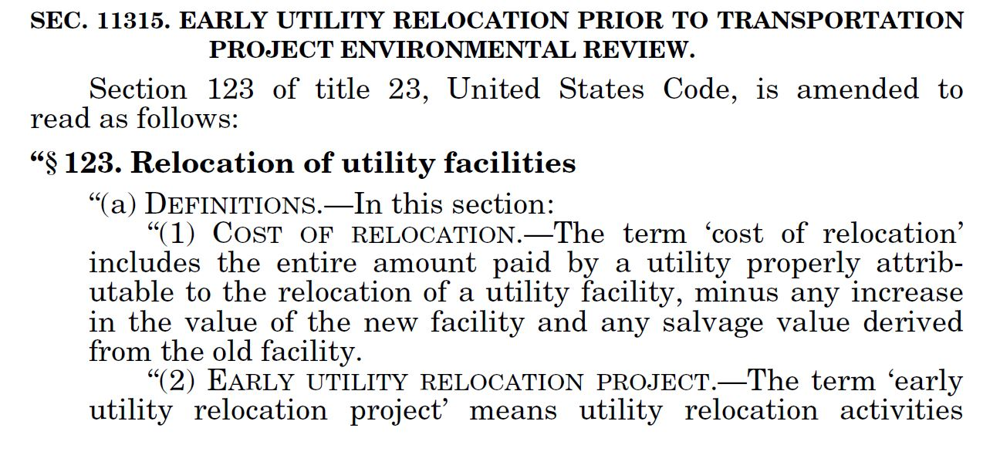 SEC. 11315. EARLY UTILITY RELOCATION PRIOR TO TRANSPORTATION
PROJECT ENVIRONMENTAL REVIEW.
Section 123 of title 23, United States Code, is amended to
read as follows:
“§ 123. Relocation of utility facilities
“(a) DEFINITIONS.—In this section:
“(1) COST OF RELOCATION.—The term ‘cost of relocation’
includes the entire amount paid by a utility properly attrib-
utable to the relocation of a utility facility, minus any increase
in the value of the new facility and any salvage value derived
from the old facility.
“(2) EARLY UTILITY RELOCATION PROJECT.—The term ‘early
utility relocation project’ means utility relocation activities